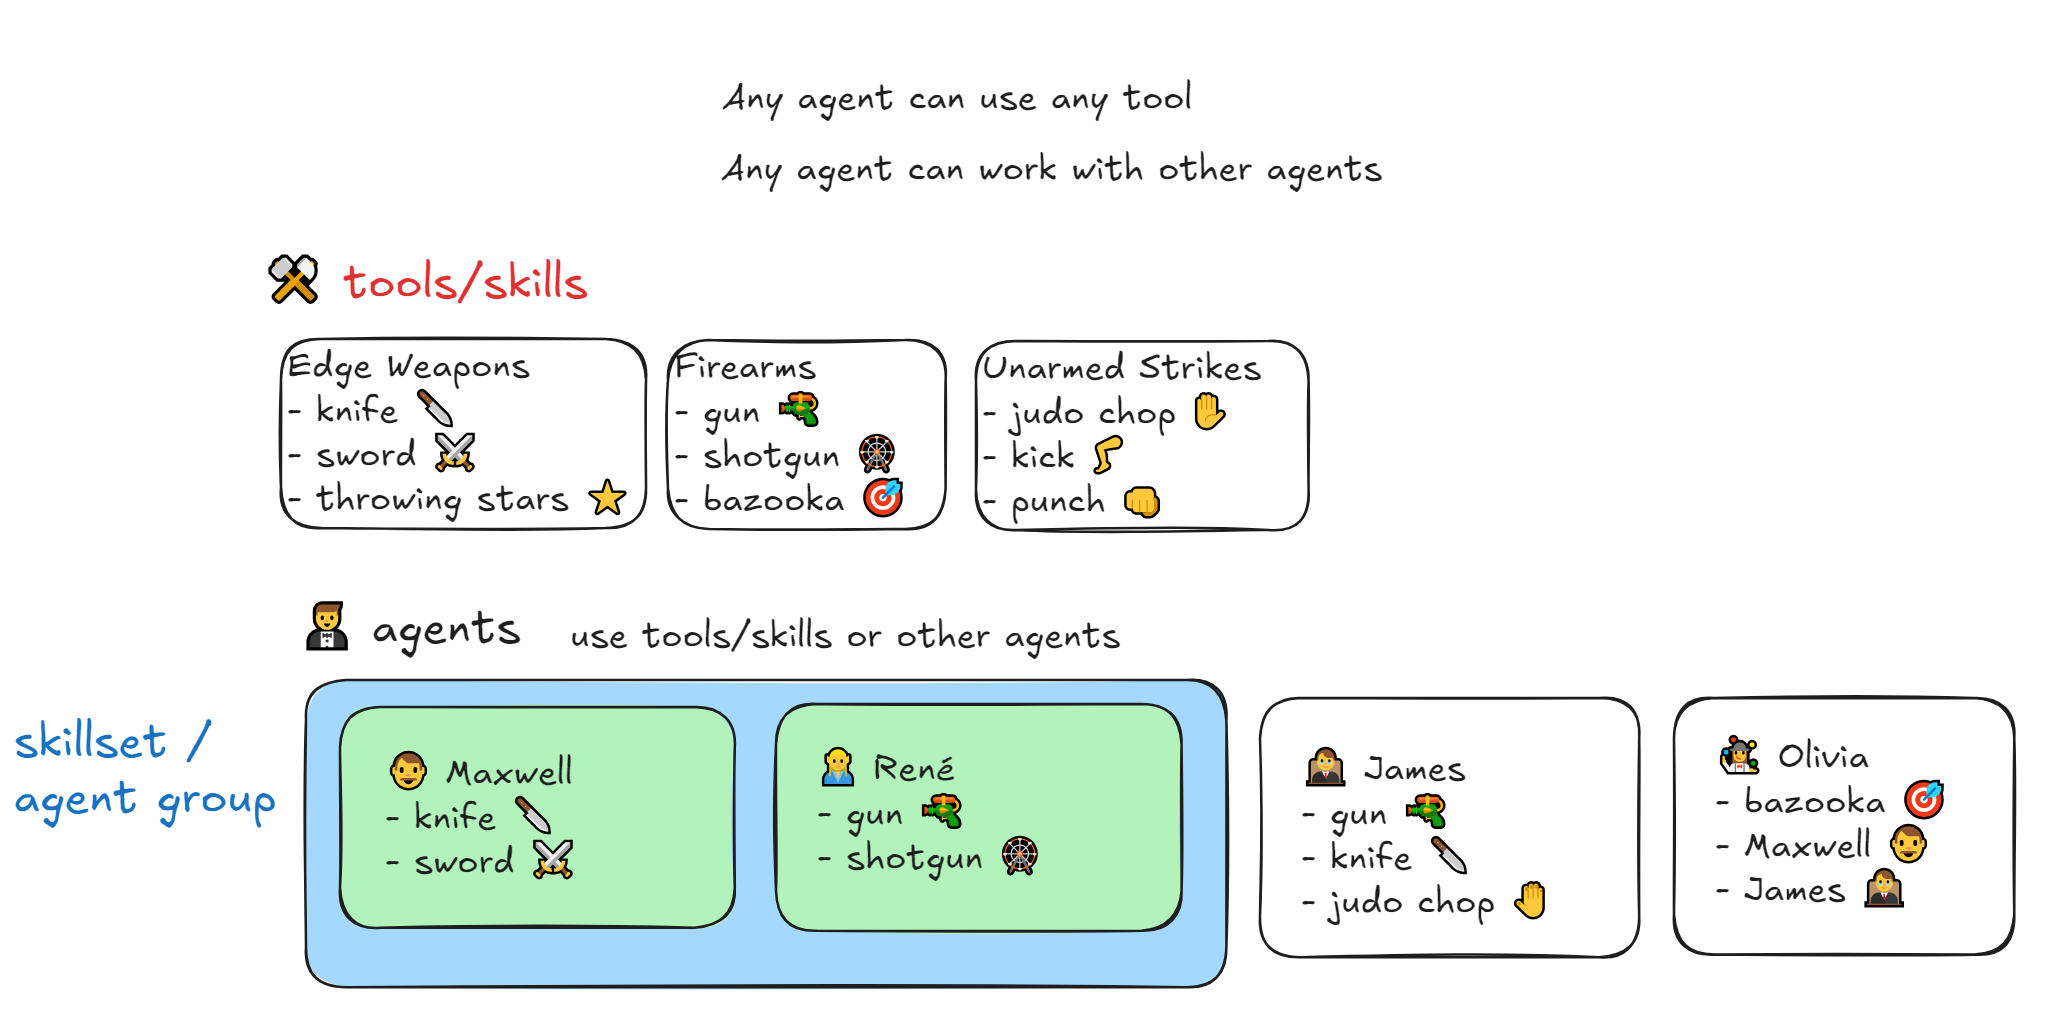 Any agent can use any tool
Any agent can work with other agents
tools/skills
Edge Weapons
- knife
- sword
- throwing stars
Firearms
- gun
- shotgun
- bazooka
Unarmed Strikes
- judo chop
- kick
- punch
agents
use tools/skills or other agents
skillset /
agent group
Maxwell
- knife
- sword
René
- gun
- shotgun
James
- gun
- knife
- judo chop
Olivia
- bazooka
- Maxwell
- James